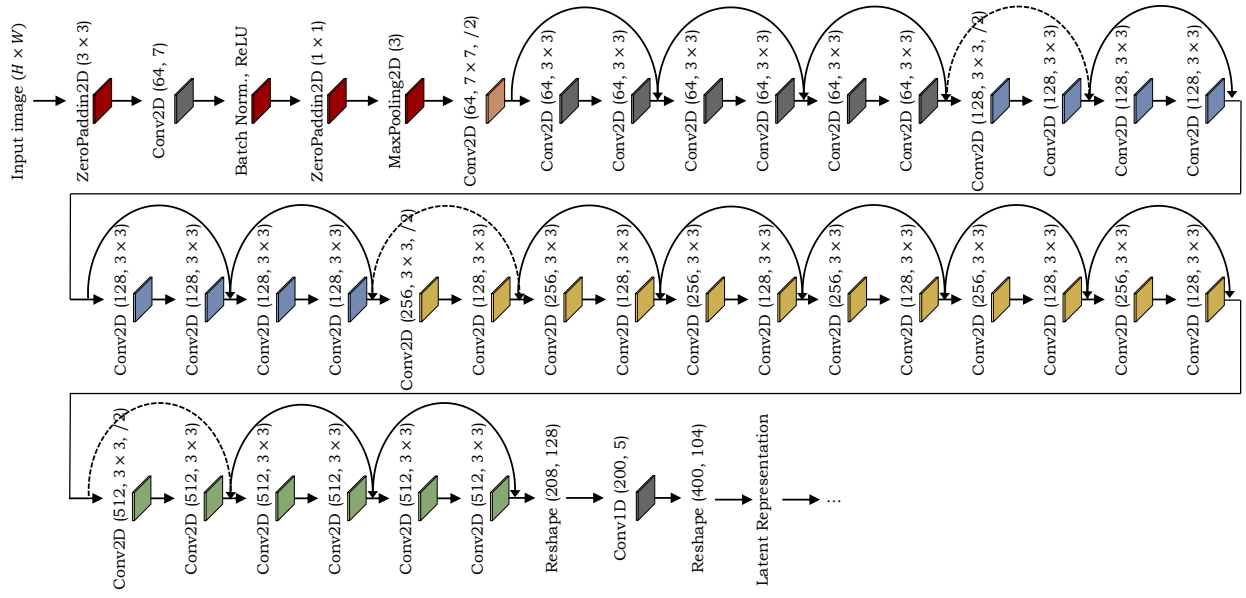 Input image (H × W)
ZeroPaddin2D (3 × 3)
Conv2D (64, 7)
Batch Norm., ReLU
ZeroPaddin2D (1 × 1)
MaxPooling2D (3)
Conv2D (64, 7 × 7, /2)
Conv2D (64, 3 × 3)
Conv2D (64, 3 × 3)
Conv2D (64, 3 × 3)
Conv2D (64, 3 × 3)
Conv2D (64, 3 × 3)
Conv2D (64, 3 × 3)
Conv2D (128, 3 × 3, /2)
Conv2D (128, 3 × 3)
Conv2D (128, 3 × 3)
Conv2D (128, 3 × 3)
Conv2D (128, 3 × 3)
Conv2D (128, 3 × 3)
Conv2D (128, 3 × 3)
Conv2D (128, 3 × 3)
Conv2D (256, 3 × 3, /2)
Conv2D (128, 3 × 3)
Conv2D (256, 3 × 3)
Conv2D (128, 3 × 3)
Conv2D (256, 3 × 3)
Conv2D (128, 3 × 3)
Conv2D (256, 3 × 3)
Conv2D (128, 3 × 3)
Conv2D (256, 3 × 3)
Conv2D (128, 3 × 3)
Conv2D (256, 3 × 3)
Conv2D (128, 3 × 3)
Conv2D (512, 3 × 3, /2)
Conv2D (512, 3 × 3)
Conv2D (512, 3 × 3)
Conv2D (512, 3 × 3)
Conv2D (512, 3 × 3)
Conv2D (512, 3 × 3)
Reshape (208, 128)
Conv1D (200, 5)
Reshape (400, 104)
Latent Representation
...